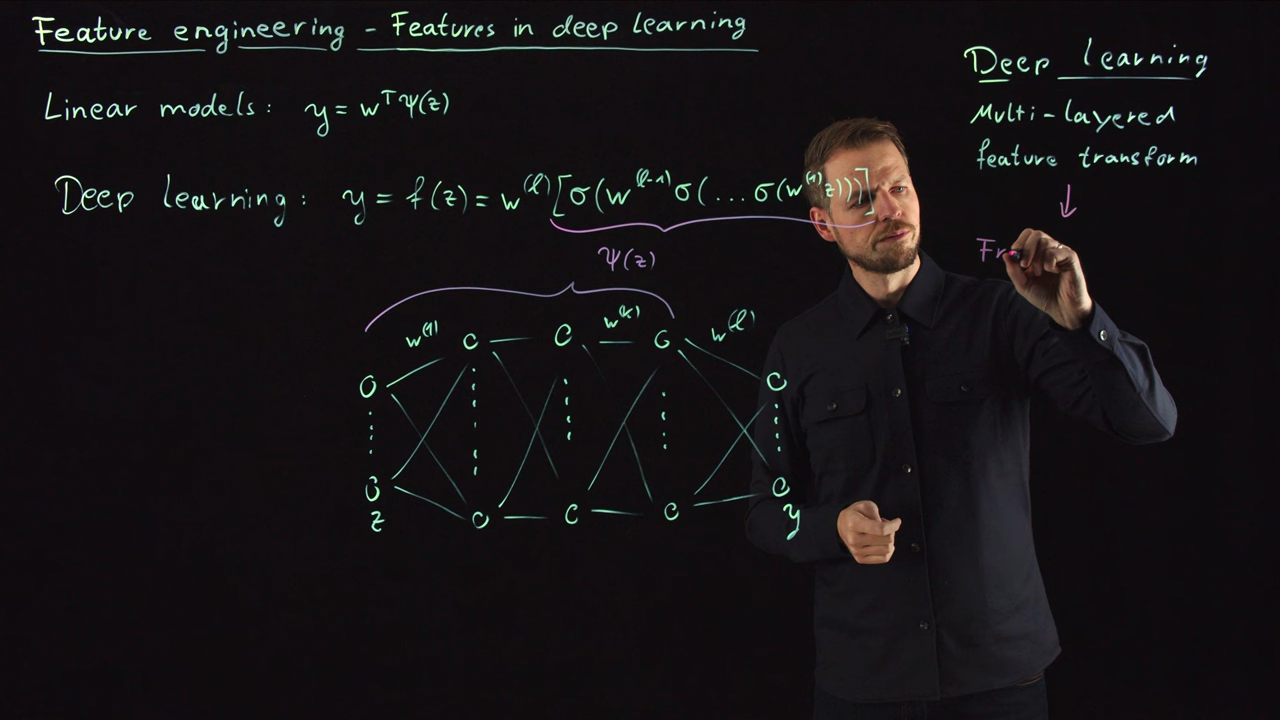 Feature engineering - Features in deep learning
Linear models: y = wᵀΨ(z)
Deep learning: y = f(z) = w⁽ˡ⁾[σ(w⁽ˡ⁻¹⁾σ(...σ(w⁽¹⁾z)))]
Ψ(z)
w⁽¹⁾ w⁽ᵏ⁾ w⁽ˡ⁾
z y
Deep learning
Multi-layered
feature transform